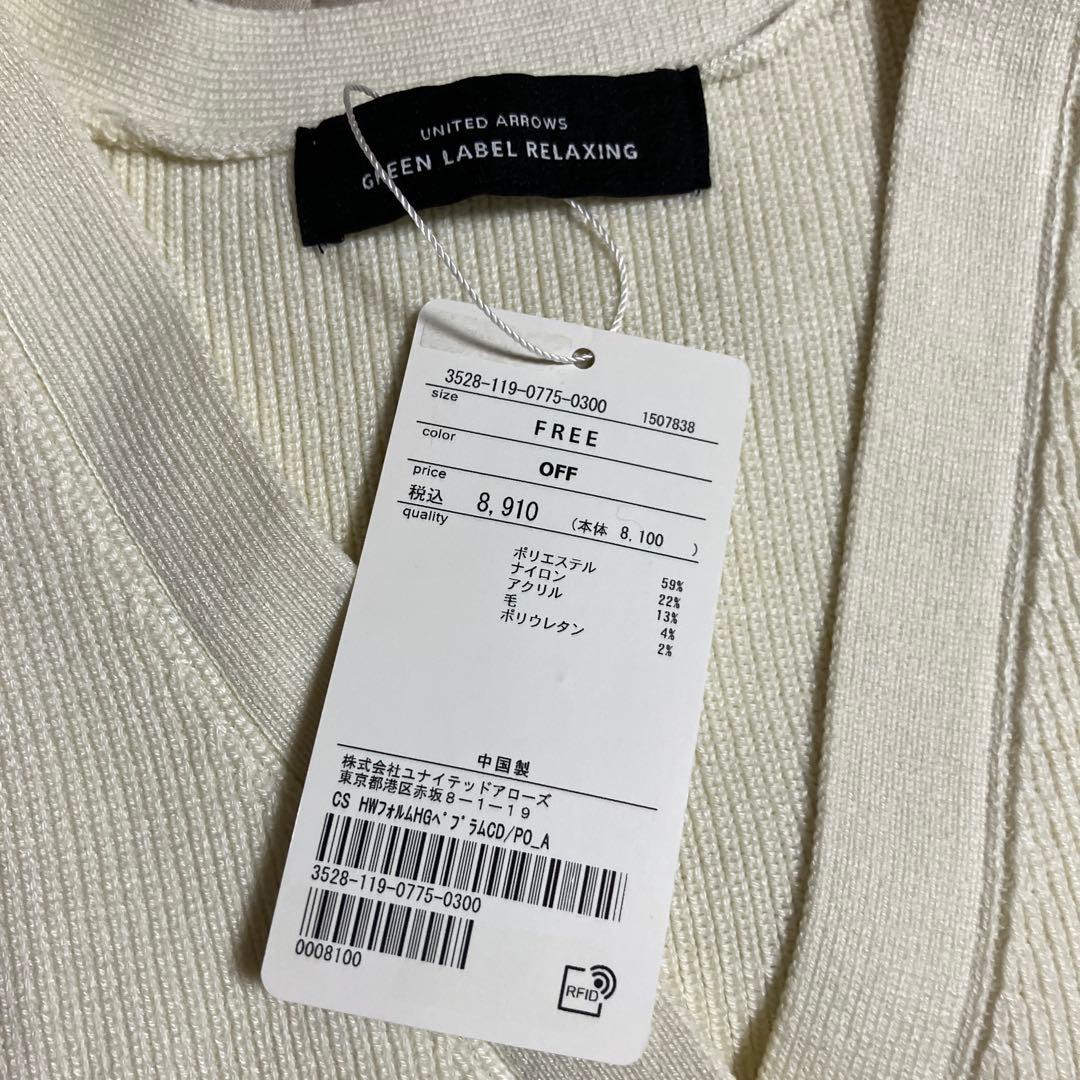 UNITED ARROWS
GREEN LABEL RELAXING
3528-119-0775-0300 1507838
size FREE
color OFF
price
税込 8,910 (本体 8,100 )
quality
ポリエステル 59%
ナイロン 22%
アクリル 13%
毛 4%
ポリウレタン 2%
中国製
株式会社ユナイテッドアローズ
東京都港区赤坂8-1-19
CS HWフォルムHGペプラムCD/PO_A
3528-119-0775-0300
0008100
RFID